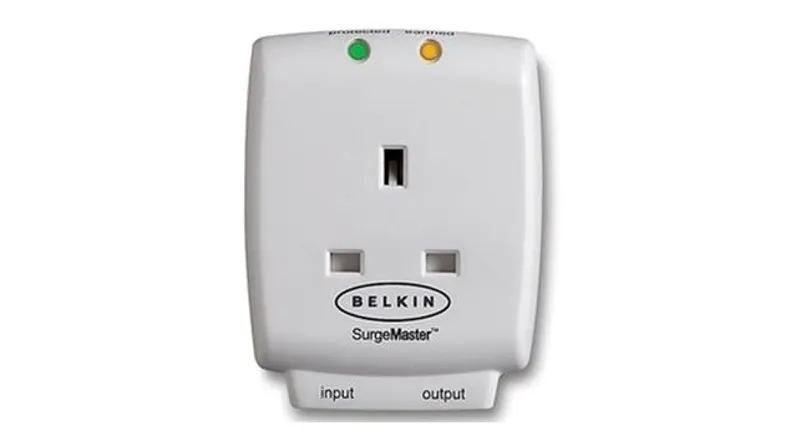 protected earthed
BELKIN
SurgeMaster™
input output